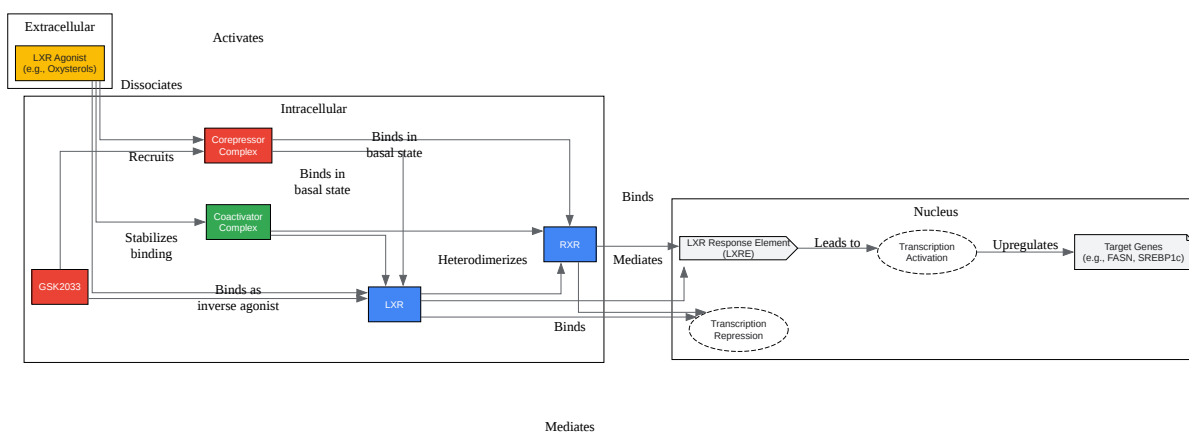 Extracellular
Activates
LXR Agonist
(e.g., Oxysterols)
Dissociates
Intracellular
Corepressor
Complex
Binds in
basal state
Recruits
Binds in
basal state
Binds
Coactivator
Complex
Nucleus
Stabilizes
binding
RXR
LXR Response Element
(LXRE)
Leads to
Transcription
Activation
Upregulates
Target Genes
(e.g., FASN, SREBP1c)
Heterodimerizes
Mediates
GSK2033
Binds as
inverse agonist
LXR
Binds
Transcription
Repression
Mediates